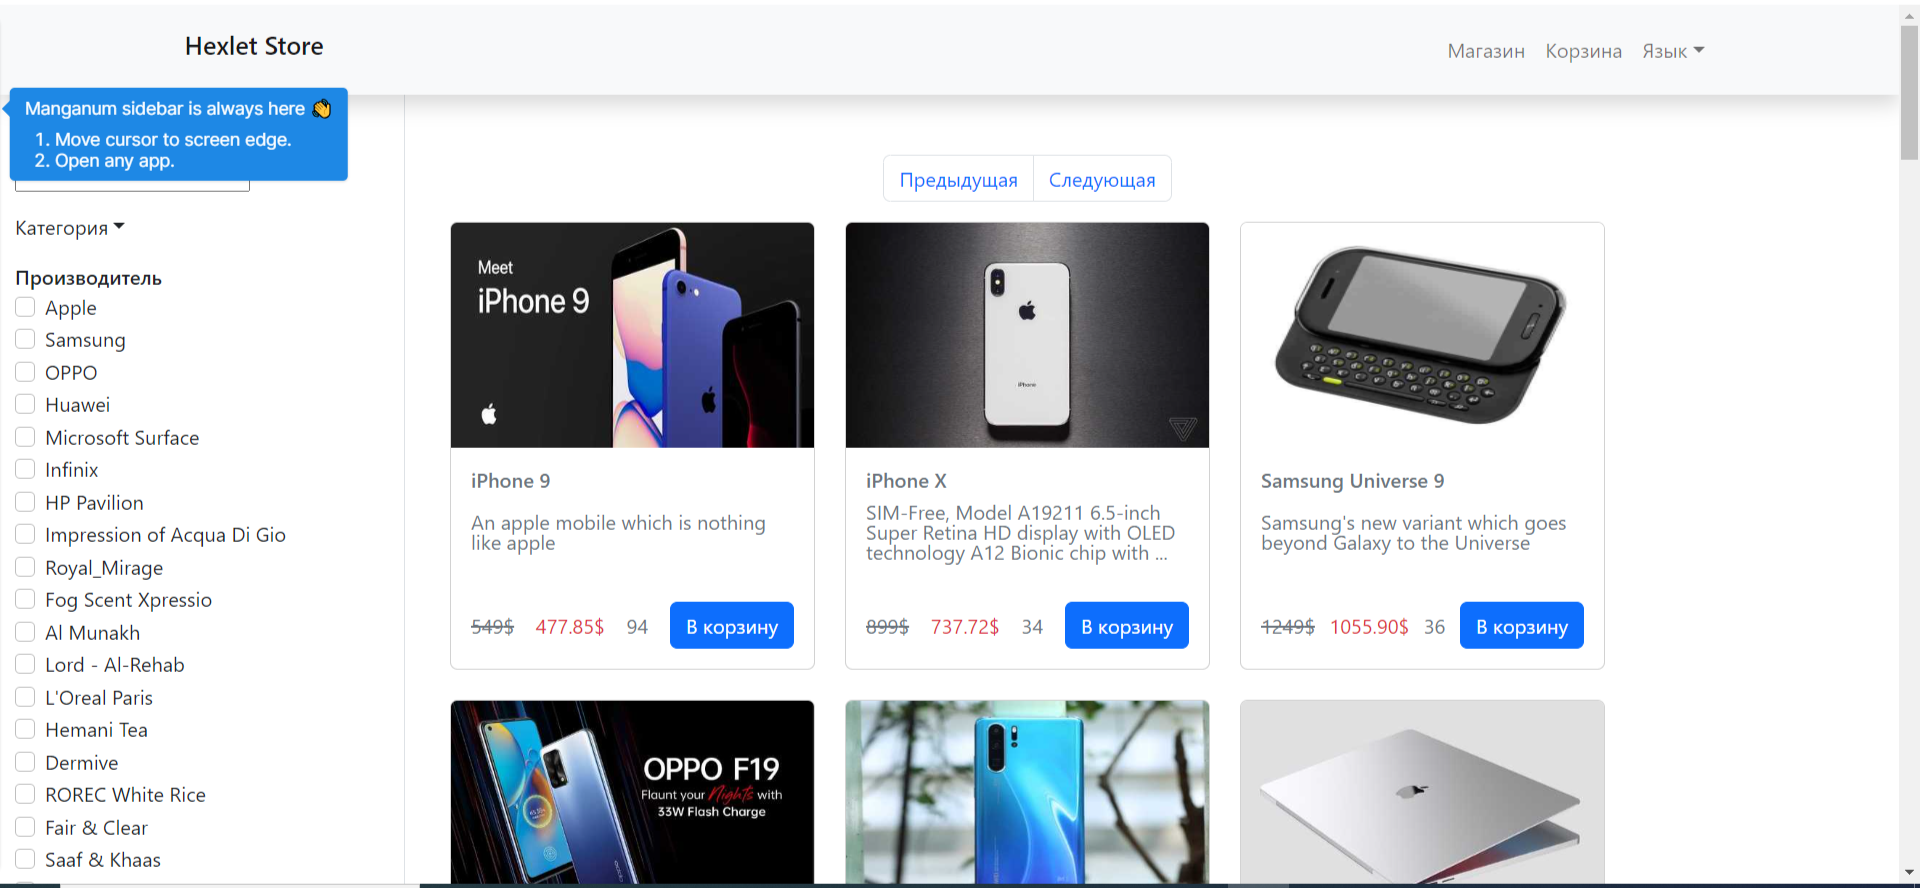 Hexlet Store
Магазин Корзина Язык
Manganum sidebar is always here
1. Move cursor to screen edge.
2. Open any app.
Категория
Производитель
Apple
Samsung
OPPO
Huawei
Microsoft Surface
Infinix
HP Pavilion
Impression of Acqua Di Gio
Royal_Mirage
Fog Scent Xpressio
Al Munakh
Lord - Al-Rehab
L'Oreal Paris
Hemani Tea
Dermive
ROREC White Rice
Fair & Clear
Saaf & Khaas
Предыдущая Следующая
Meet
iPhone 9
iPhone 9
An apple mobile which is nothing
like apple
549$ 477.85$ 94 В корзину
iPhone
iPhone X
SIM-Free, Model A19211 6.5-inch
Super Retina HD display with OLED
technology A12 Bionic chip with ...
899$ 737.72$ 34 В корзину
Samsung Universe 9
Samsung's new variant which goes
beyond Galaxy to the Universe
1249$ 1055.90$ 36 В корзину
OPPO F19
Flaunt your Nights with
33W Flash Charge